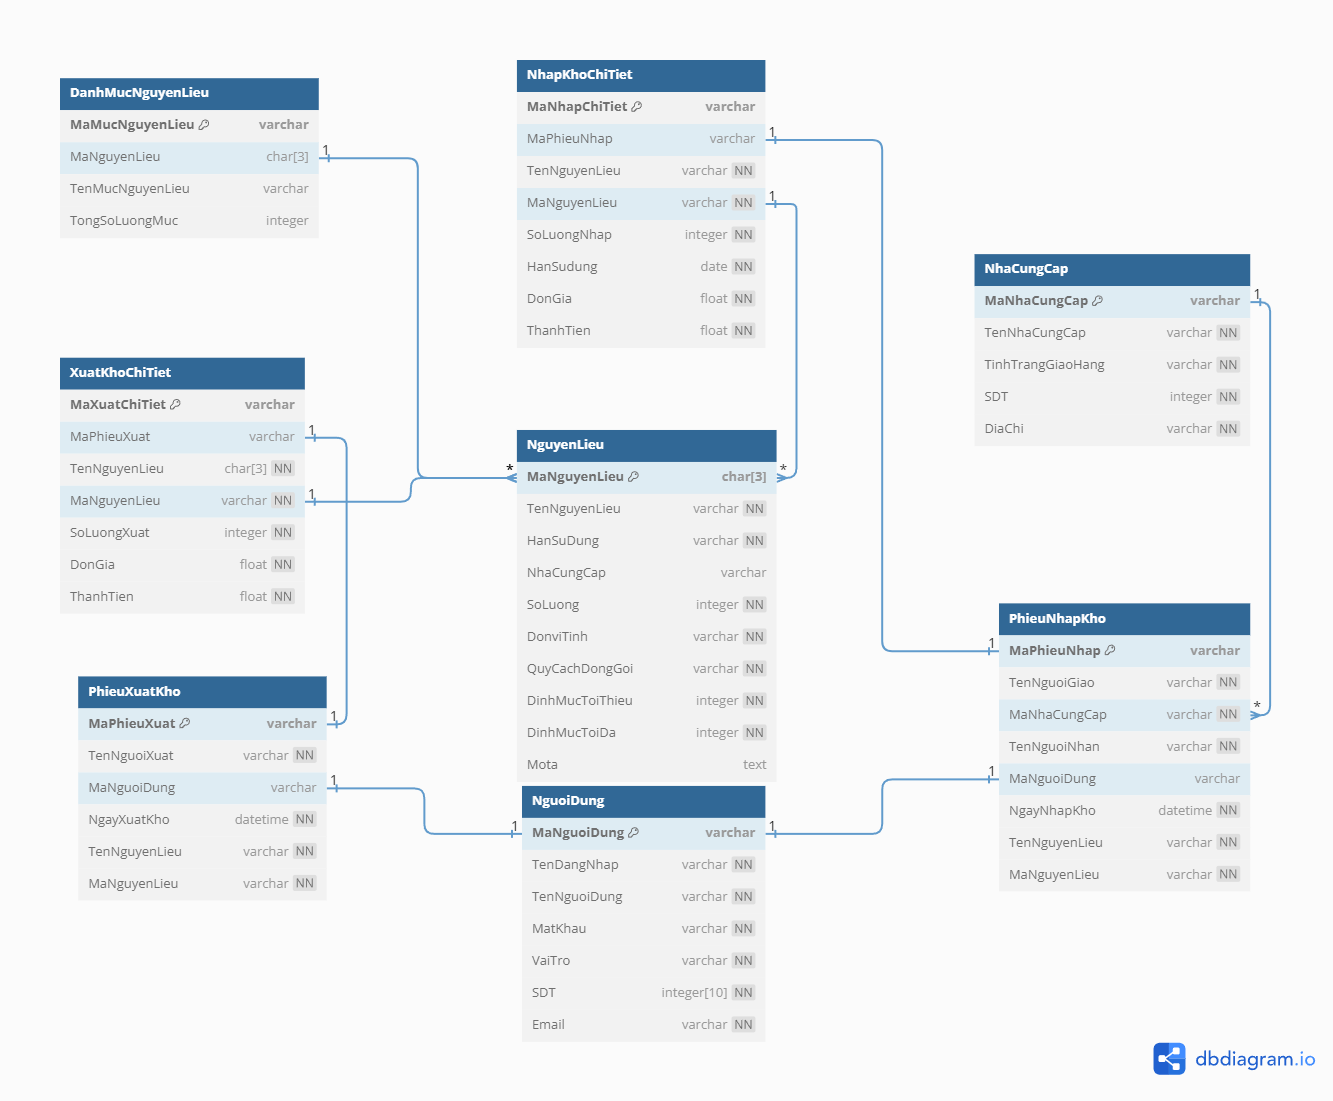 DanhMucNguyenLieu
MaMucNguyenLieu varchar
MaNguyenLieu char[3]
TenMucNguyenLieu varchar
TongSoLuongMuc integer
1
NhapKhoChiTiet
MaNhapChiTiet varchar
MaPhieuNhap varchar
TenNguyenLieu varchar NN
MaNguyenLieu varchar NN
SoLuongNhap integer NN
HanSudung date NN
DonGia float NN
ThanhTien float NN
1
1
NhaCungCap
MaNhaCungCap varchar
TenNhaCungCap varchar NN
TinhTrangGiaoHang varchar NN
SDT integer NN
DiaChi varchar NN
1
XuatKhoChiTiet
MaXuatChiTiet varchar
MaPhieuXuat varchar
TenNguyenLieu char[3] NN
MaNguyenLieu varchar NN
SoLuongXuat integer NN
DonGia float NN
ThanhTien float NN
1
1
NguyenLieu
MaNguyenLieu char[3]
TenNguyenLieu varchar NN
HanSuDung varchar NN
NhaCungCap varchar
SoLuong integer NN
DonviTinh varchar NN
QuyCachDongGoi varchar NN
DinhMucToiThieu integer NN
DinhMucToiDa integer NN
Mota text
*
*
PhieuNhapKho
MaPhieuNhap varchar
TenNguoiGiao varchar NN
MaNhaCungCap varchar NN
TenNguoiNhan varchar NN
MaNguoiDung varchar
NgayNhapKho datetime NN
TenNguyenLieu varchar NN
MaNguyenLieu varchar NN
1
*
1
PhieuXuatKho
MaPhieuXuat varchar
TenNguoiXuat varchar NN
MaNguoiDung varchar
NgayXuatKho datetime NN
TenNguyenLieu varchar NN
MaNguyenLieu varchar NN
1
1
NguoiDung
MaNguoiDung varchar
TenDangNhap varchar NN
TenNguoiDung varchar NN
MatKhau varchar NN
VaiTro varchar NN
SDT integer[10] NN
Email varchar NN
1
1
dbdiagram.io